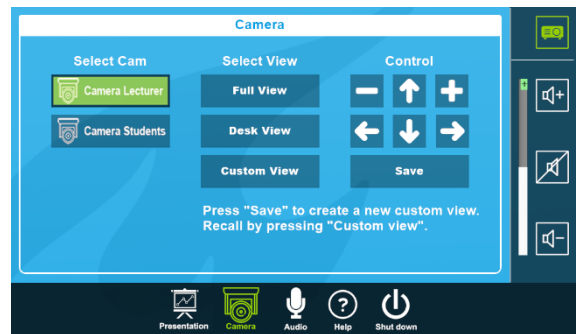 Camera
Select Cam
Camera Lecturer
Camera Students
Select View
Full View
Desk View
Custom View
Control
Save
Press "Save" to create a new custom view.
Recall by pressing "Custom view".
Presentation
Camera
Audio
Help
Shut down